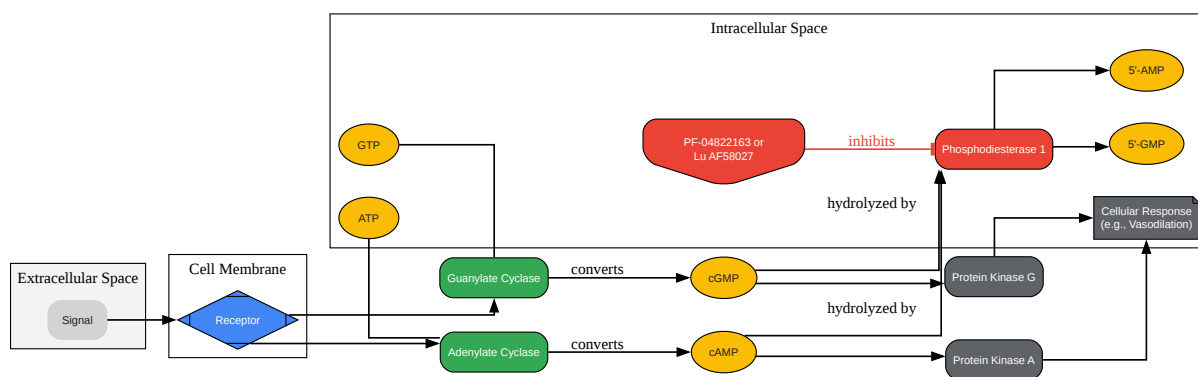 Intracellular Space
5'-AMP
GTP
PF-04822163 or
Lu AF58027
inhibits
Phosphodiesterase 1
5'-GMP
ATP
hydrolyzed by
Cellular Response
(e.g., Vasodilation)
Extracellular Space
Cell Membrane
Guanylate Cyclase
converts
cGMP
Protein Kinase G
Signal
Receptor
hydrolyzed by
Adenylate Cyclase
converts
cAMP
Protein Kinase A